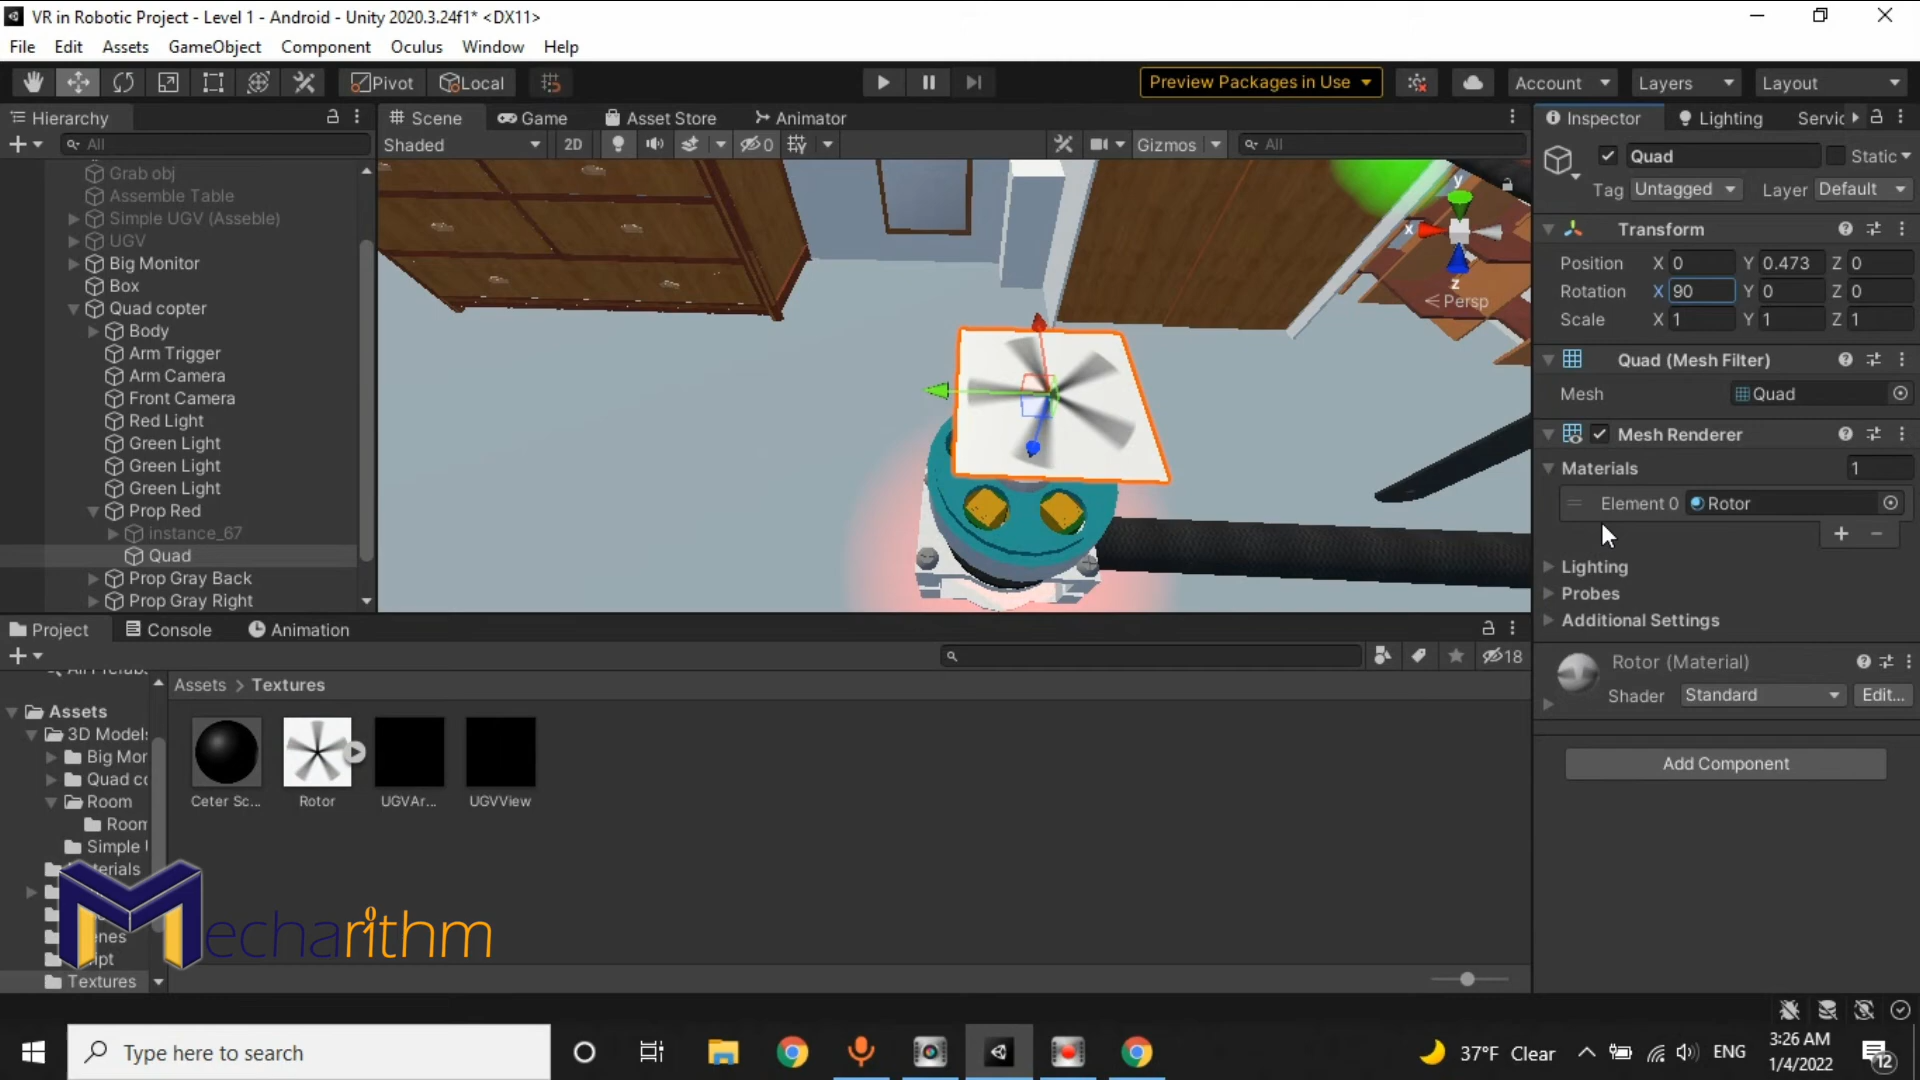 VR in Robotic Project - Level 1 - Android - Unity 2020.3.24f1* <DX11>
File Edit Assets GameObject Component Oculus Window Help
Pivot Local Preview Packages in Use Account Layers Layout
Hierarchy Scene Game Asset Store Animator Inspector Lighting Servic
All Shaded 2D 0 Gizmos All Quad Static
Tag Untagged Layer Default
Grab obj
Assemble Table
Simple UGV (Asseble)
UGV
Big Monitor
Box
Quad copter
Body
Arm Trigger
Arm Camera
Front Camera
Red Light
Green Light
Green Light
Green Light
Prop Red
instance_67
Quad
Prop Gray Back
Prop Gray Right
y
x
z
Persp
Transform
Position X 0 Y 0.473 Z 0
Rotation X 90 Y 0 Z 0
Scale X 1 Y 1 Z 1
Quad (Mesh Filter)
Mesh Quad
Mesh Renderer
Materials 1
Element 0 Rotor
Lighting
Probes
Additional Settings
Rotor (Material)
Shader Standard Edit...
Add Component
Project Console Animation
18
Assets > Textures
Assets
3D Models
Big Mor
Quad co
Room
Room
Simple
Textures
Ceter Sc... Rotor UGVAr... UGVView
Mecharithm
Type here to search
37°F Clear ENG
3:26 AM
1/4/2022
12